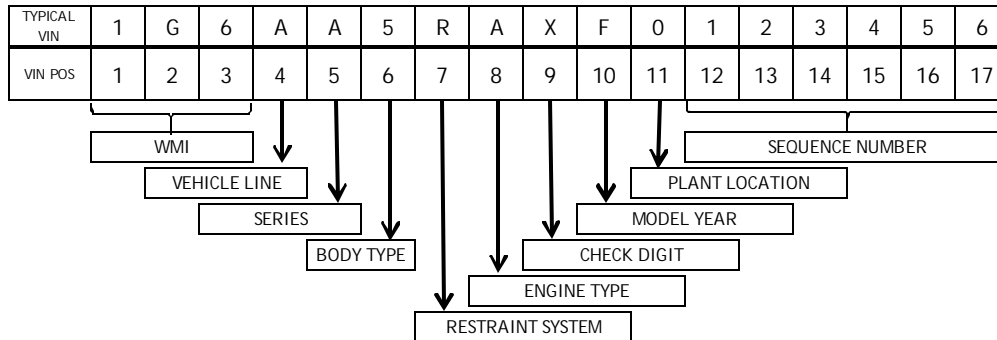 TYPICAL VIN 1 G 6 A A 5 R A X F 0 1 2 3 4 5 6
VIN POS 1 2 3 4 5 6 7 8 9 10 11 12 13 14 15 16 17
WMI SEQUENCE NUMBER
VEHICLE LINE PLANT LOCATION
SERIES MODEL YEAR
BODY TYPE CHECK DIGIT
ENGINE TYPE
RESTRAINT SYSTEM